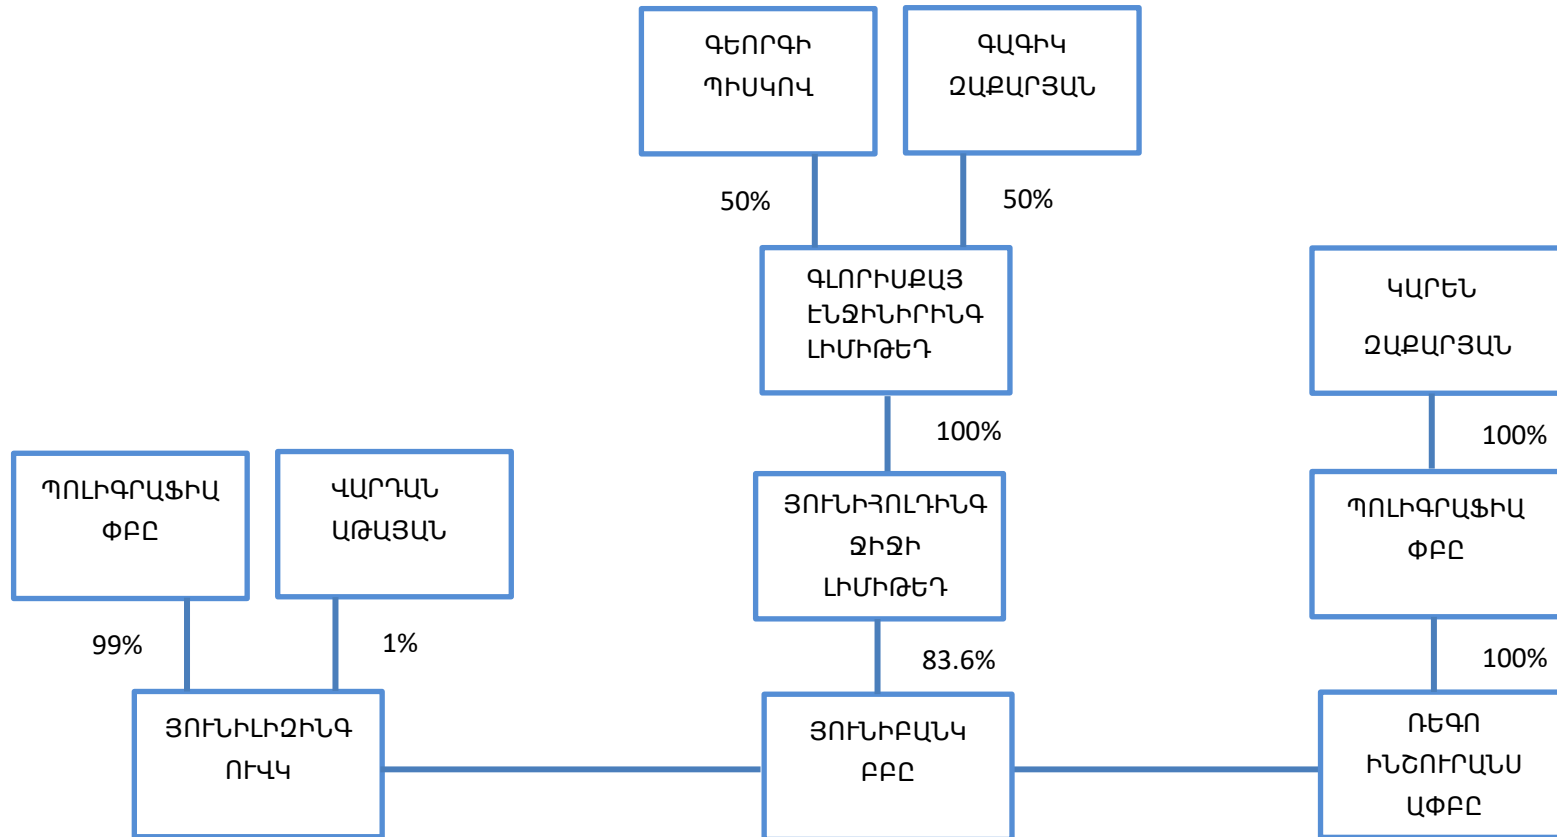 ԳԵՈՐԳԻ
ՊԻՍԿՈՎ
ԳԱԳԻԿ
ԶԱՔԱՐՅԱՆ
50%
50%
ԳԼՈՐԻՍՔԱՅ
ԷՆՋԻՆԻՐԻՆԳ
ԼԻՄԻԹԵԴ
ԿԱՐԵՆ
ԶԱՔԱՐՅԱՆ
100%
100%
ՊՈԼԻԳՐԱՖԻԱ
ՓԲԸ
ՎԱՐԴԱՆ
ԱԹԱՅԱՆ
ՅՈՒՆԻՀՈԼԴԻՆԳ
ՋԻՋԻ
ԼԻՄԻԹԵԴ
ՊՈԼԻԳՐԱՖԻԱ
ՓԲԸ
99%
1%
83.6%
100%
ՅՈՒՆԻԼԻԶԻՆԳ
ՈՒՎԿ
ՅՈՒՆԻԲԱՆԿ
ԲԲԸ
ՌԵԳՈ
ԻՆՇՈՒՐԱՆՍ
ԱՓԲԸ